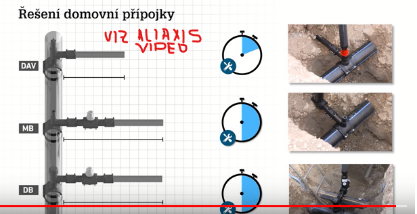 Řešení domovní přípojky
VIZ ALIAXIS
VIDEO
DAV
MB
DB